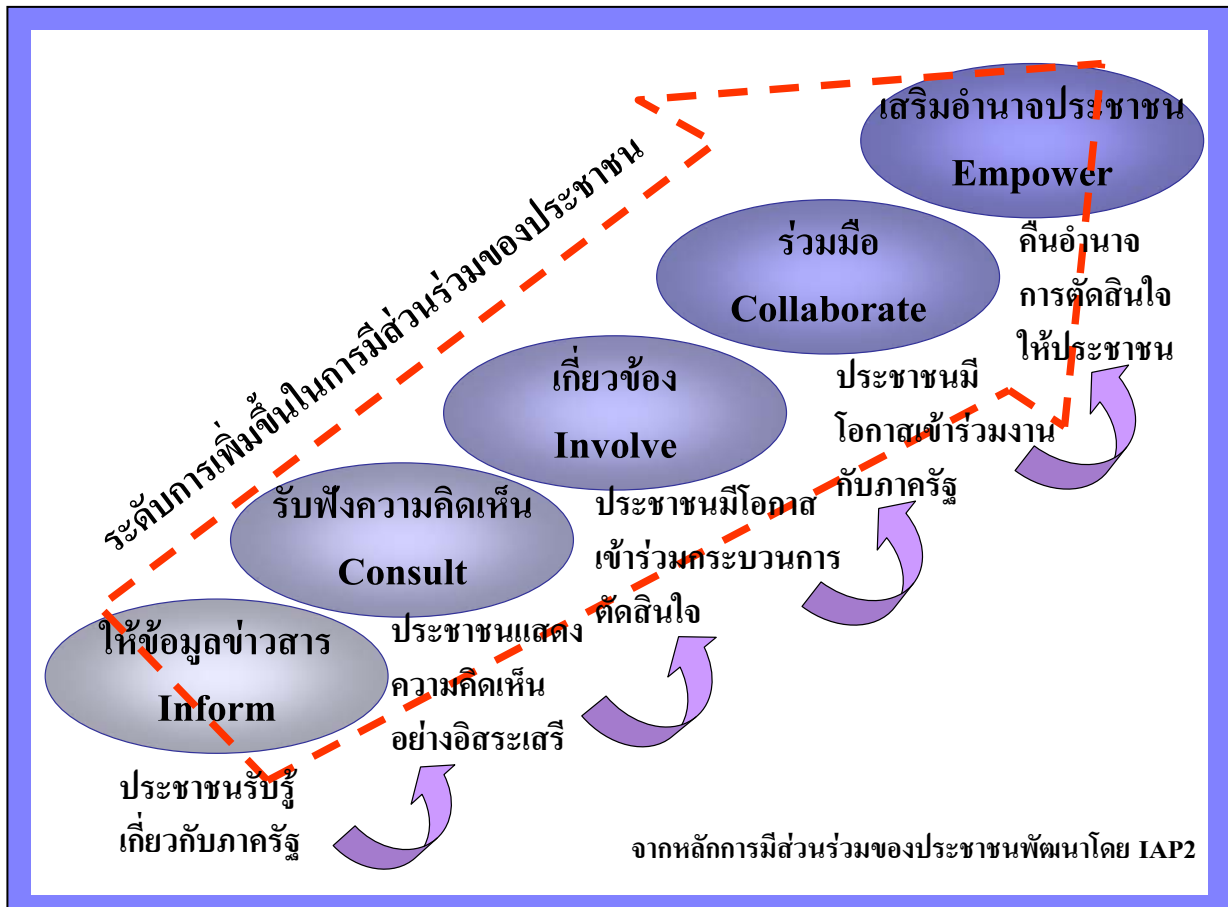 ระดับการเพิ่มขึ้นในการมีส่วนร่วมของประชาชน
เสริมอำนาจประชาชน
Empower
คืนอำนาจ
การตัดสินใจ
ให้ประชาชน
ร่วมมือ
Collaborate
ประชาชนมี
โอกาสเข้าร่วมงาน
กับภาครัฐ
เกี่ยวข้อง
Involve
ประชาชนมีโอกาส
เข้าร่วมกระบวนการ
ตัดสินใจ
รับฟังความคิดเห็น
Consult
ประชาชนแสดง
ความคิดเห็น
อย่างอิสระเสรี
ให้ข้อมูลข่าวสาร
Inform
ประชาชนรับรู้
เกี่ยวกับภาครัฐ
จากหลักการมีส่วนร่วมของประชาชนพัฒนาโดย IAP2